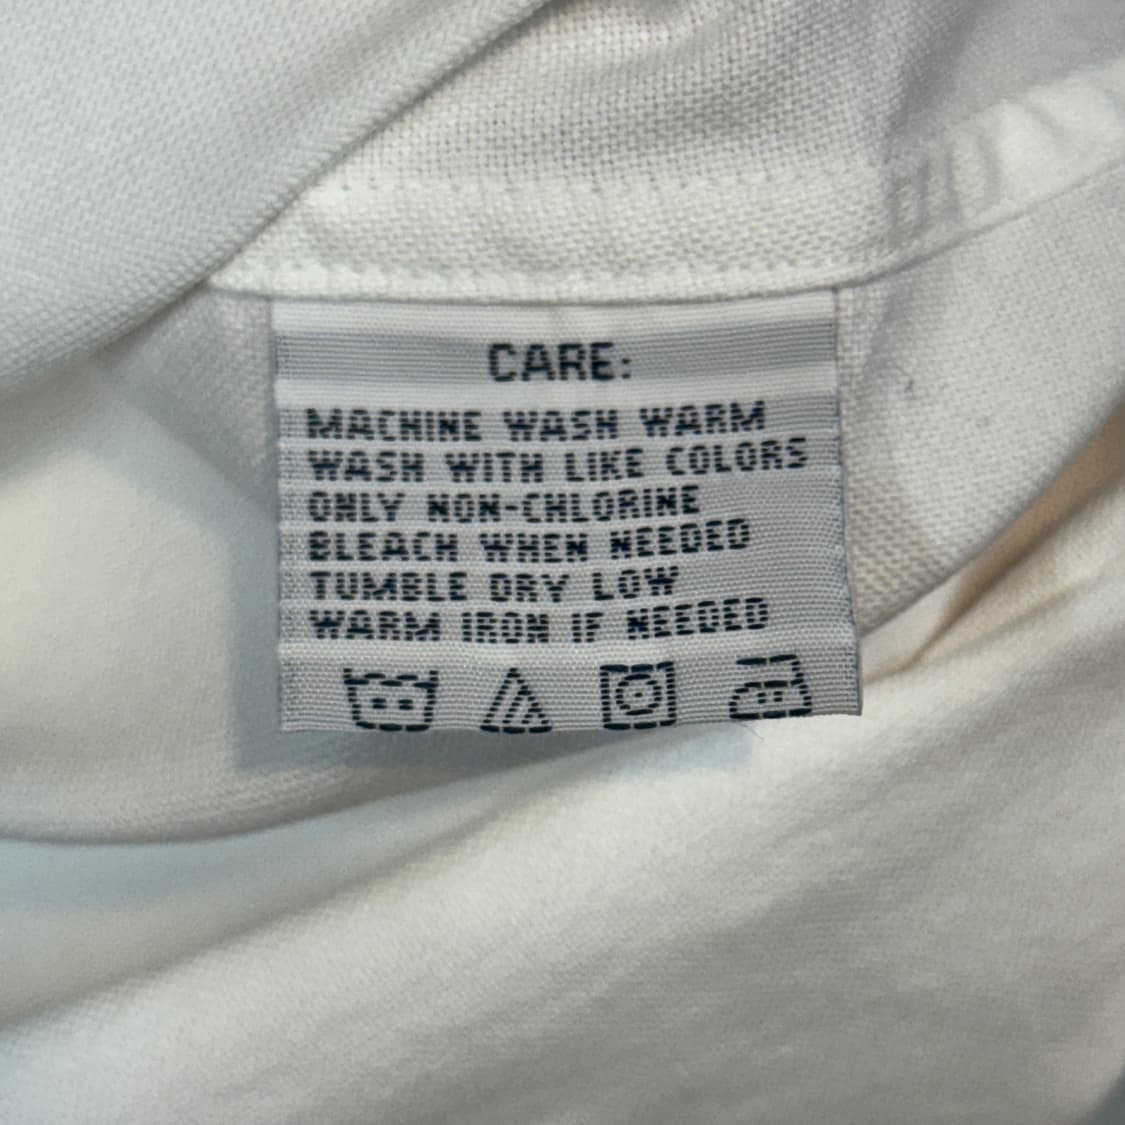 CARE:
MACHINE WASH WARM
WASH WITH LIKE COLORS
ONLY NON-CHLORINE
BLEACH WHEN NEEDED
TUMBLE DRY LOW
WARM IRON IF NEEDED